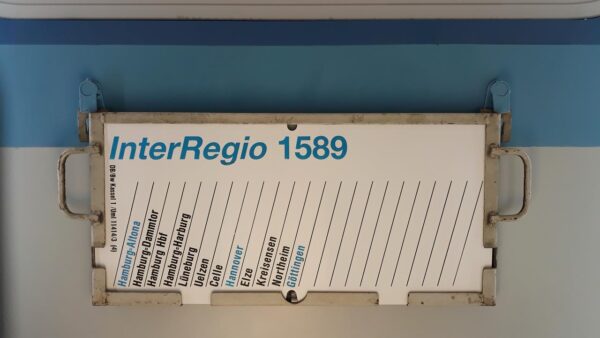 InterRegio 1589
Hamburg-Altona
Hamburg-Dammtor
Hamburg Hbf
Hamburg-Harburg
Lüneburg
Uelzen
Celle
Hannover
Elze
Kreiensen
Northeim
Göttingen